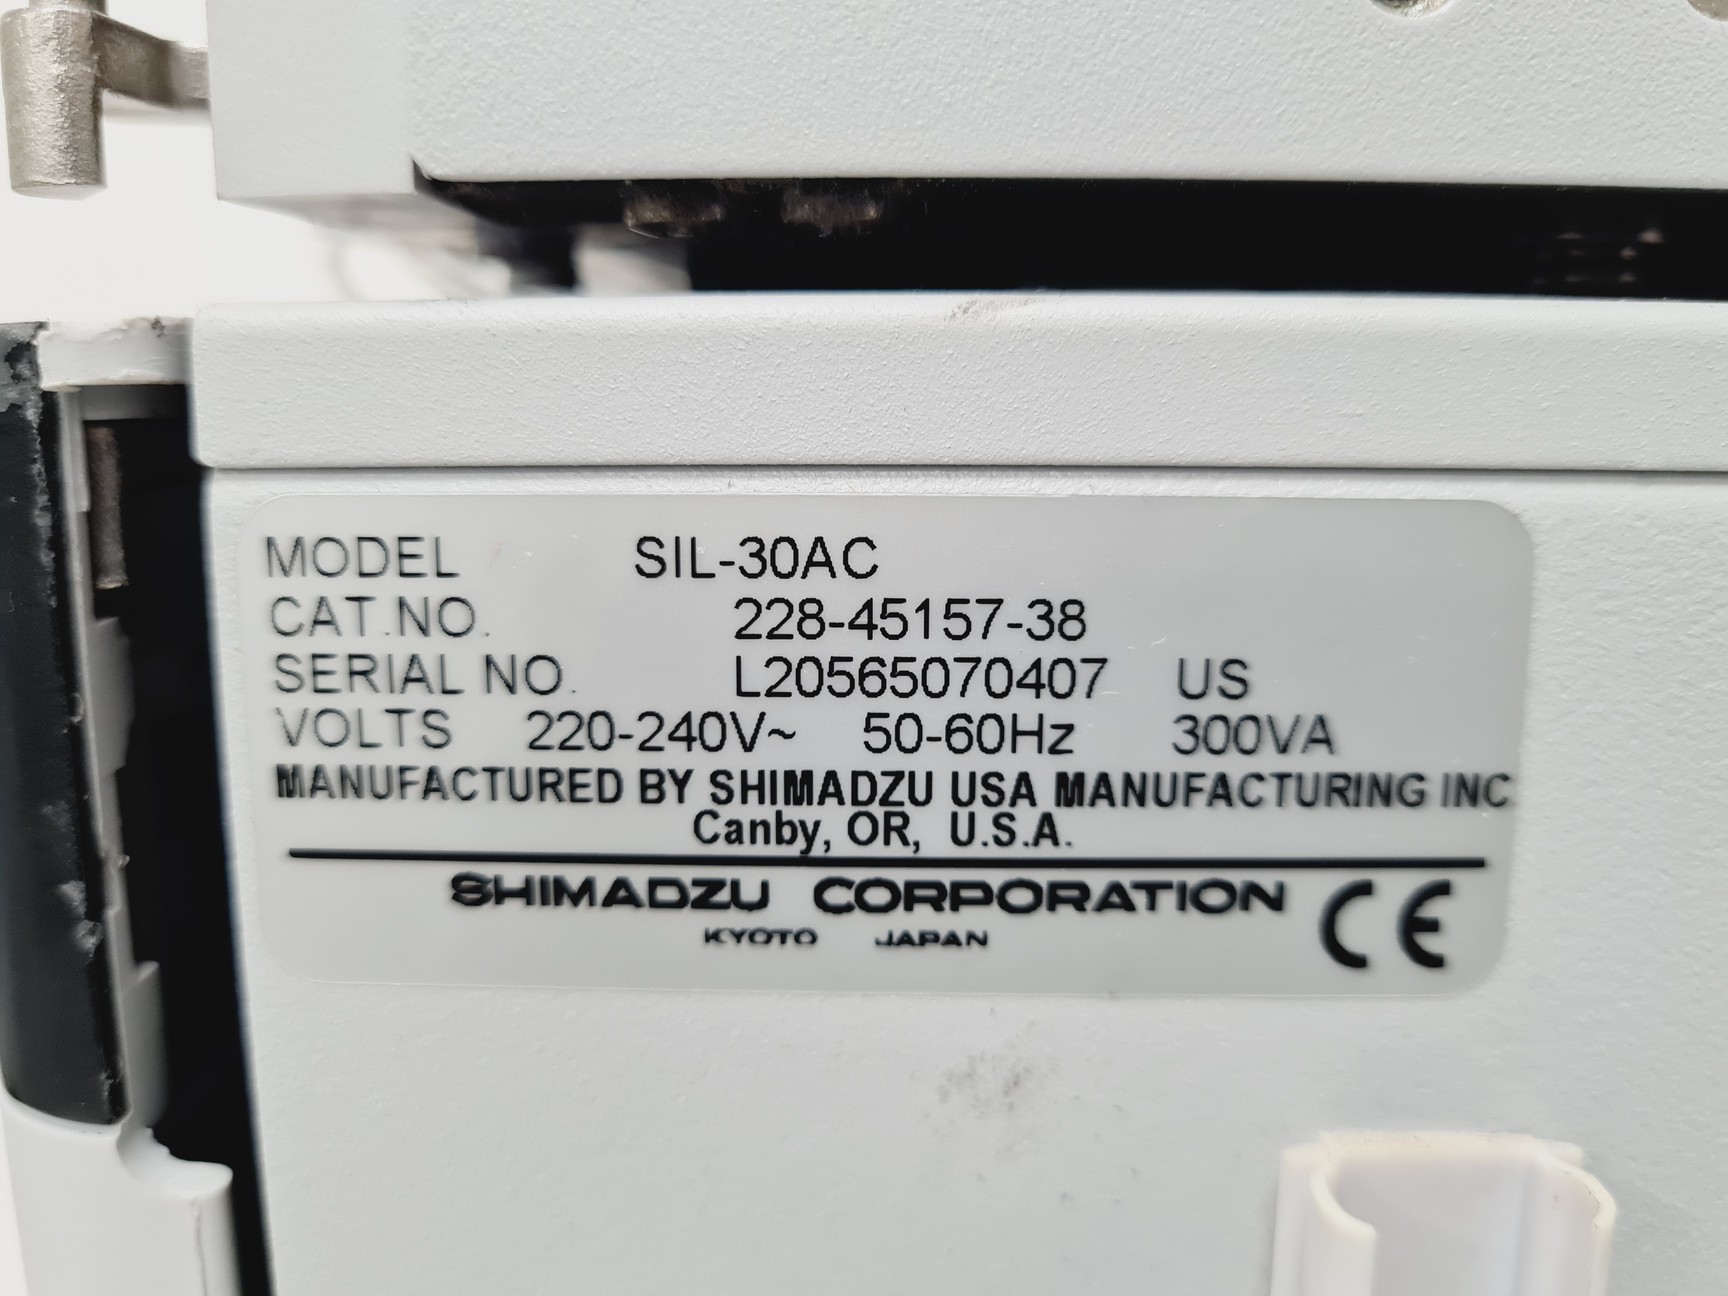 MODEL SIL-30AC
CAT.NO. 228-45157-38
SERIAL NO. L20565070407 US
VOLTS 220-240V~ 50-60Hz 300VA
MANUFACTURED BY SHIMADZU USA MANUFACTURING INC
Canby, OR, U.S.A.
SHIMADZU CORPORATION CE
KYOTO JAPAN